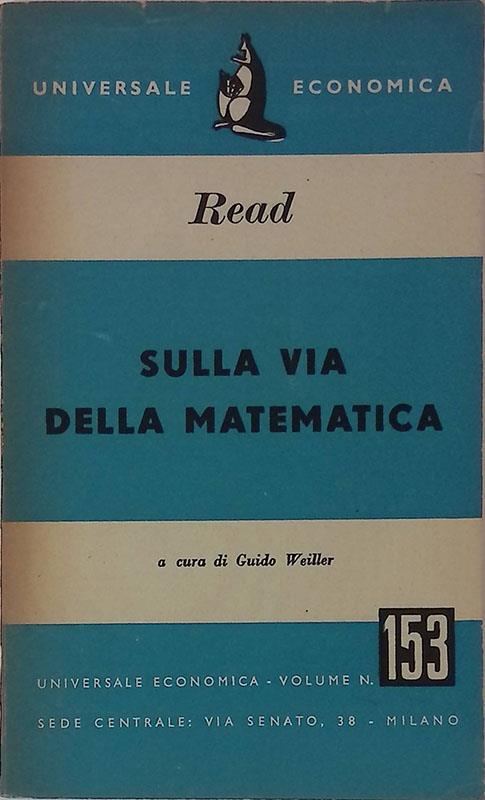 UNIVERSALE ECONOMICA
Read
SULLA VIA
DELLA MATEMATICA
a cura di Guido Weiller
UNIVERSALE ECONOMICA - VOLUME N. 153
SEDE CENTRALE: VIA SENATO, 38 - MILANO